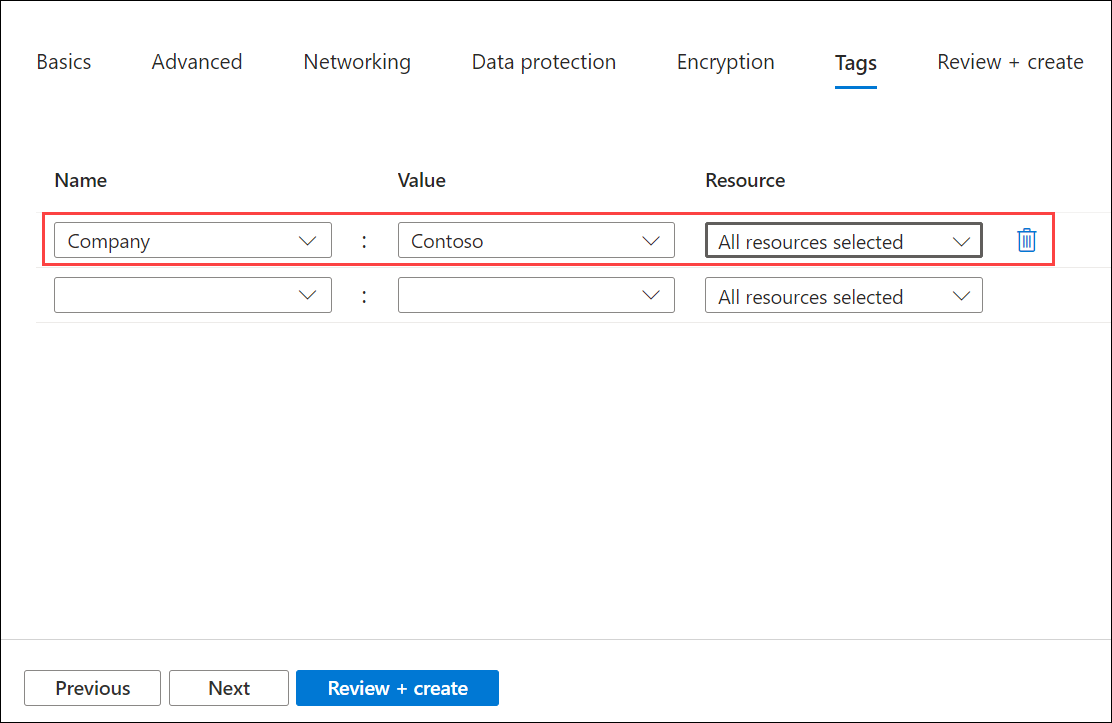 Basics Advanced Networking Data protection Encryption Tags Review + create
Name Value Resource
Company : Contoso All resources selected
: All resources selected
Previous Next Review + create